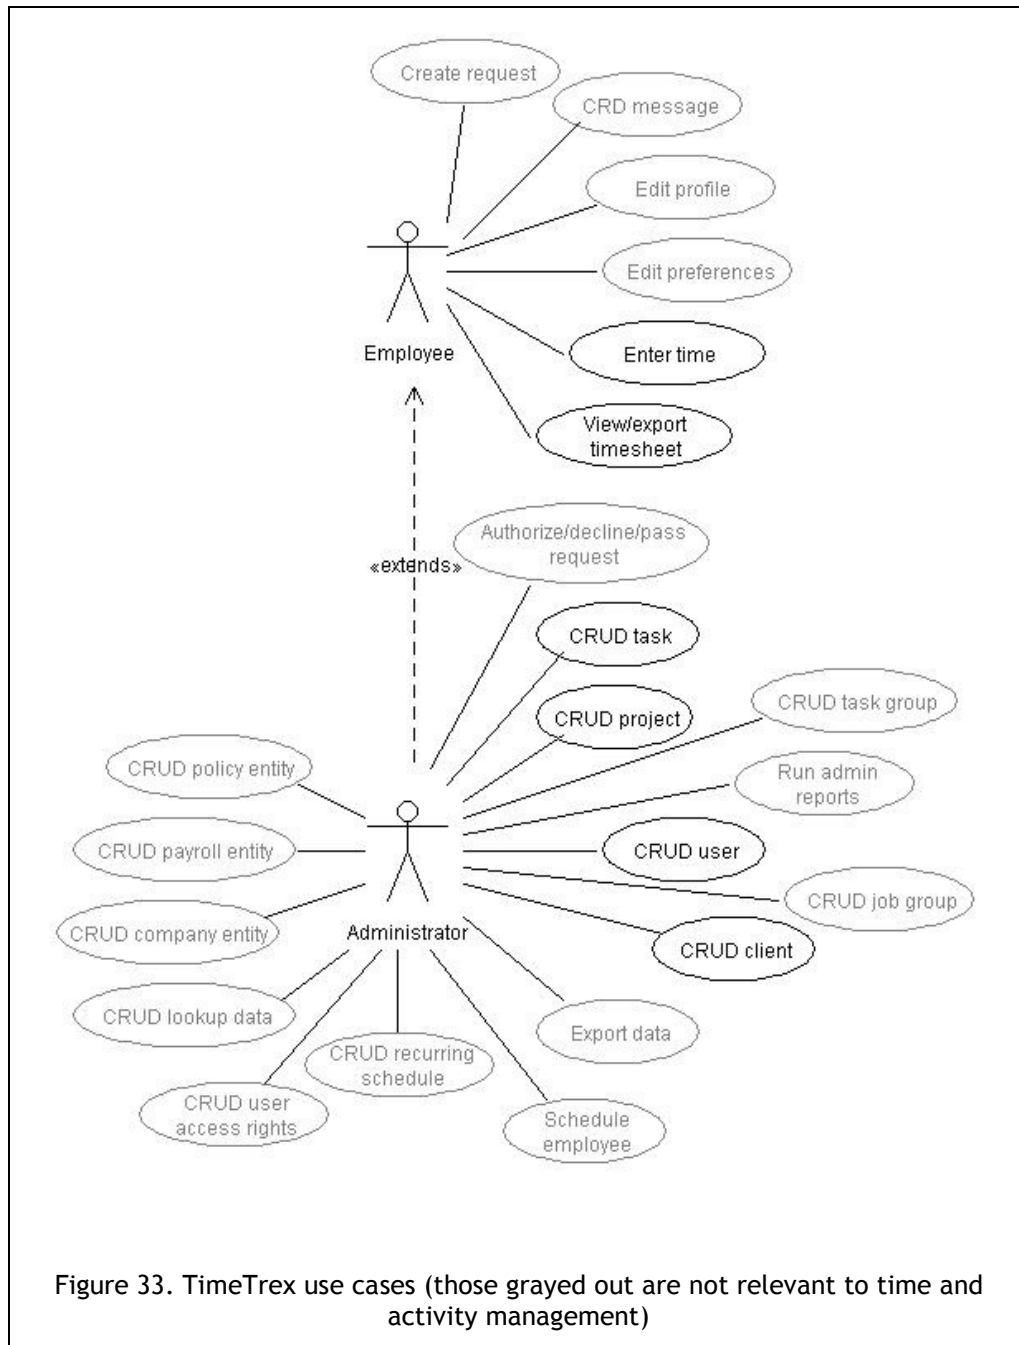 Create request
CRD message
Edit profile
Edit preferences
Employee
Enter time
View/export
timesheet
Authorize/decline/pass
request
«extends»
CRUD task
CRUD task group
CRUD project
CRUD policy entity
Run admin
reports
CRUD payroll entity
CRUD user
CRUD job group
CRUD company entity
Administrator
CRUD client
CRUD lookup data
Export data
CRUD recurring
schedule
CRUD user
access rights
Schedule
employee
Figure 33. TimeTrex use cases (those grayed out are not relevant to time and
activity management)